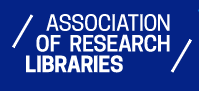 ASSOCIATION
OF RESEARCH
LIBRARIES